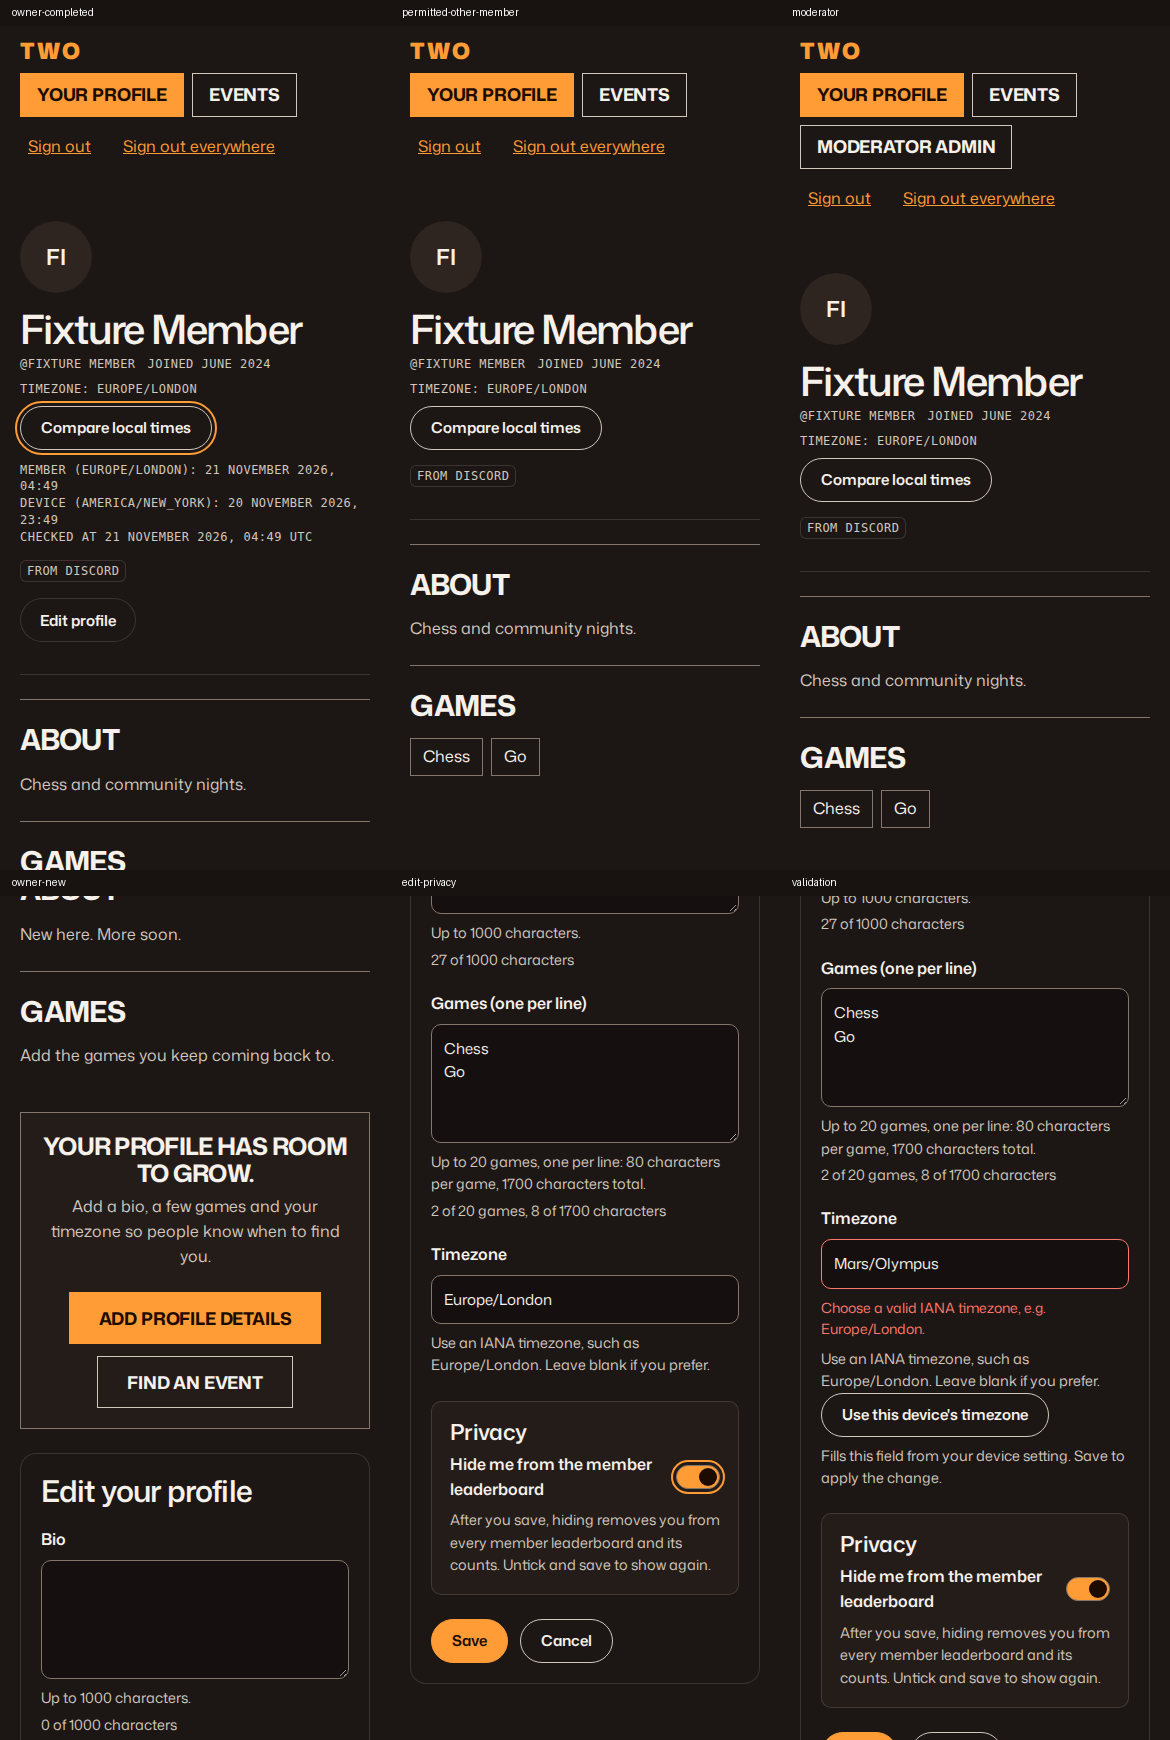 owner-completed
TWO
YOUR PROFILE
EVENTS
Sign out
Sign out everywhere
FI
Fixture Member
@FIXTURE MEMBER JOINED JUNE 2024
TIMEZONE: EUROPE/LONDON
Compare local times
MEMBER (EUROPE/LONDON): 21 NOVEMBER 2026,
04:49
DEVICE (AMERICA/NEW_YORK): 20 NOVEMBER 2026,
23:49
CHECKED AT 21 NOVEMBER 2026, 04:49 UTC
FROM DISCORD
Edit profile
ABOUT
Chess and community nights.
GAMES
permitted-other-member
TWO
YOUR PROFILE
EVENTS
Sign out
Sign out everywhere
FI
Fixture Member
@FIXTURE MEMBER JOINED JUNE 2024
TIMEZONE: EUROPE/LONDON
Compare local times
FROM DISCORD
ABOUT
Chess and community nights.
GAMES
Chess
Go
moderator
TWO
YOUR PROFILE
EVENTS
MODERATOR ADMIN
Sign out
Sign out everywhere
FI
Fixture Member
@FIXTURE MEMBER JOINED JUNE 2024
TIMEZONE: EUROPE/LONDON
Compare local times
FROM DISCORD
ABOUT
Chess and community nights.
GAMES
Chess
Go
owner-new
ABOUT
New here. More soon.
GAMES
Add the games you keep coming back to.
YOUR PROFILE HAS ROOM
TO GROW.
Add a bio, a few games and your
timezone so people know when to find
you.
ADD PROFILE DETAILS
FIND AN EVENT
Edit your profile
Bio
Up to 1000 characters.
0 of 1000 characters
edit-privacy
Up to 1000 characters.
27 of 1000 characters
Games (one per line)
Chess
Go
Up to 20 games, one per line: 80 characters
per game, 1700 characters total.
2 of 20 games, 8 of 1700 characters
Timezone
Europe/London
Use an IANA timezone, such as
Europe/London. Leave blank if you prefer.
Privacy
Hide me from the member
leaderboard
After you save, hiding removes you from
every member leaderboard and its
counts. Untick and save to show again.
Save
Cancel
validation
Up to 1000 characters.
27 of 1000 characters
Games (one per line)
Chess
Go
Up to 20 games, one per line: 80 characters
per game, 1700 characters total.
2 of 20 games, 8 of 1700 characters
Timezone
Mars/Olympus
Choose a valid IANA timezone, e.g.
Europe/London.
Use an IANA timezone, such as
Europe/London. Leave blank if you prefer.
Use this device's timezone
Fills this field from your device setting. Save to
apply the change.
Privacy
Hide me from the member
leaderboard
After you save, hiding removes you from
every member leaderboard and its
counts. Untick and save to show again.